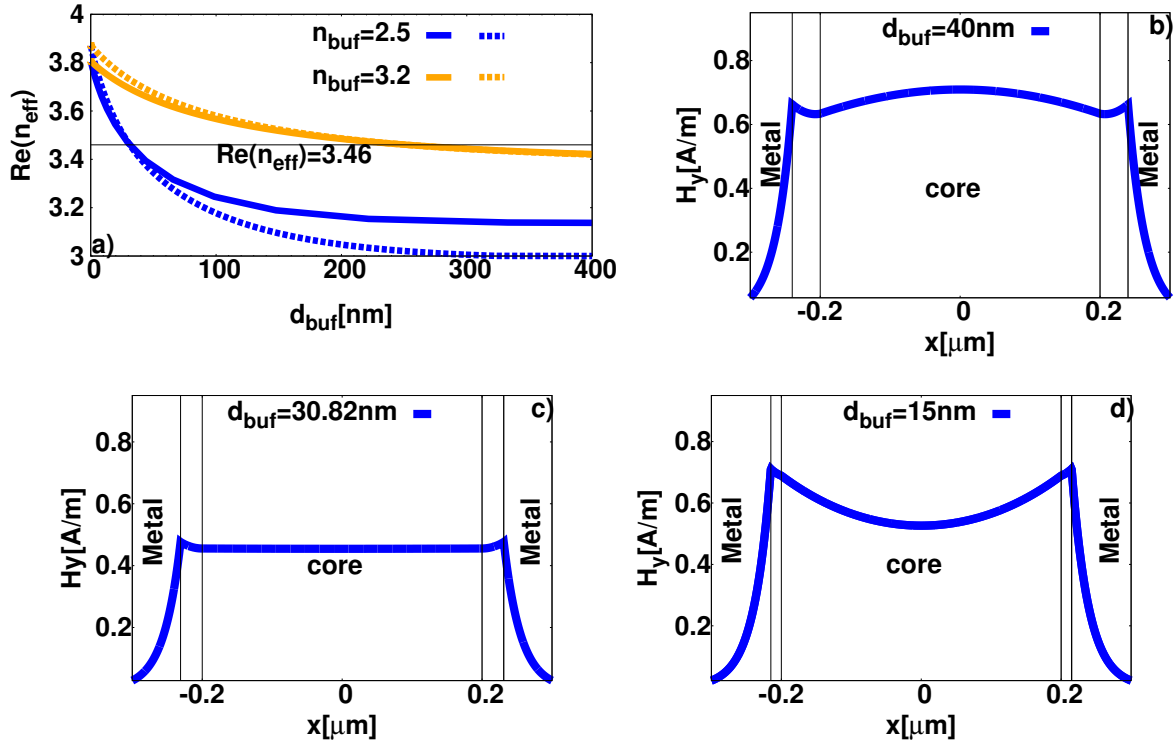 a)
n_buf=2.5
n_buf=3.2
Re(n_eff)=3.46
Re(n_eff)
4
3.8
3.6
3.4
3.2
3
0 100 200 300 400
d_buf[nm]
b)
d_buf=40nm
H_y[A/m]
0.8
0.6
0.4
0.2
Metal
core
Metal
-0.2 0 0.2
x[μm]
c)
d_buf=30.82nm
Hy[A/m]
0.8
0.6
0.4
0.2
Metal
core
Metal
-0.2 0 0.2
x[μm]
d)
d_buf=15nm
H_y[A/m]
0.8
0.6
0.4
0.2
Metal
core
Metal
-0.2 0 0.2
x[μm]